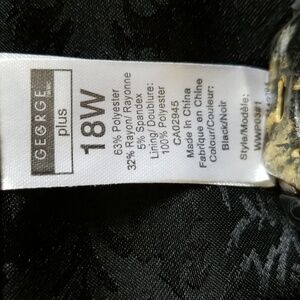 GEORGE
plus
18W
63% Polyester
32% Rayon/Rayonne
5% Spandex
Lining/Doublure:
100% Polyester
CA02945
Made in China
Fabrique en Chine
Colour/Couleur:
Black/Noir
Style/Modèle: